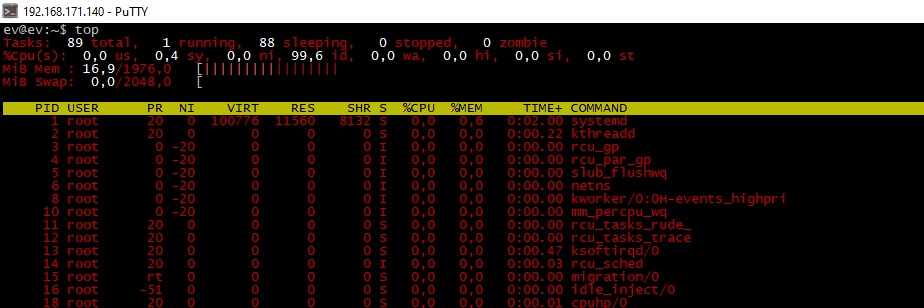 192.168.171.140 - PuTTY
ev@ev:~$ top
Tasks:  89 total,   1 running,  88 sleeping,   0 stopped,   0 zombie
%Cpu(s):  0,0 us,  0,4 sy,  0,0 ni, 99,6 id,  0,0 wa,  0,0 hi,  0,0 si,  0,0 st
MiB Mem : 16,9/1976,0   [||||||||||||||||||
MiB Swap:  0,0/2048,0   [
PID USER      PR  NI    VIRT    RES    SHR S  %CPU  %MEM     TIME+ COMMAND
1 root      20   0  100776  11560   8132 S   0,0   0,6   0:02.00 systemd
2 root      20   0       0      0      0 S   0,0   0,0   0:00.22 kthreadd
3 root       0 -20       0      0      0 I   0,0   0,0   0:00.00 rcu_gp
4 root       0 -20       0      0      0 I   0,0   0,0   0:00.00 rcu_par_gp
5 root       0 -20       0      0      0 I   0,0   0,0   0:00.00 slub_flushwq
6 root       0 -20       0      0      0 I   0,0   0,0   0:00.00 netns
8 root       0 -20       0      0      0 I   0,0   0,0   0:00.00 kworker/0:0H-events_highpri
10 root       0 -20       0      0      0 I   0,0   0,0   0:00.00 mm_percpu_wq
11 root      20   0       0      0      0 S   0,0   0,0   0:00.00 rcu_tasks_rude_
12 root      20   0       0      0      0 S   0,0   0,0   0:00.00 rcu_tasks_trace
13 root      20   0       0      0      0 S   0,0   0,0   0:00.47 ksoftirqd/0
14 root      20   0       0      0      0 I   0,0   0,0   0:00.03 rcu_sched
15 root      rt   0       0      0      0 S   0,0   0,0   0:00.00 migration/0
16 root     -51   0       0      0      0 S   0,0   0,0   0:00.00 idle_inject/0
18 root      20   0       0      0      0 S   0,0   0,0   0:00.01 cpuhp/0